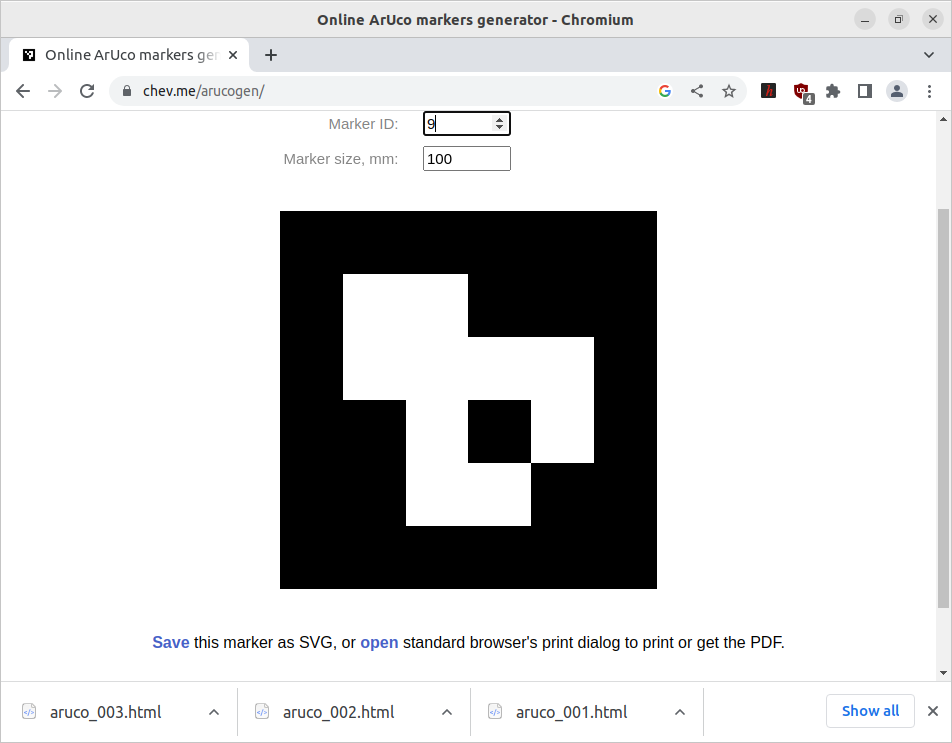 Online ArUco markers generator - Chromium
Online ArUco markers gen
chev.me/arucogen/
4
Marker ID: 9
Marker size, mm: 100
Save this marker as SVG, or open standard browser's print dialog to print or get the PDF.
aruco_003.html aruco_002.html aruco_001.html Show all